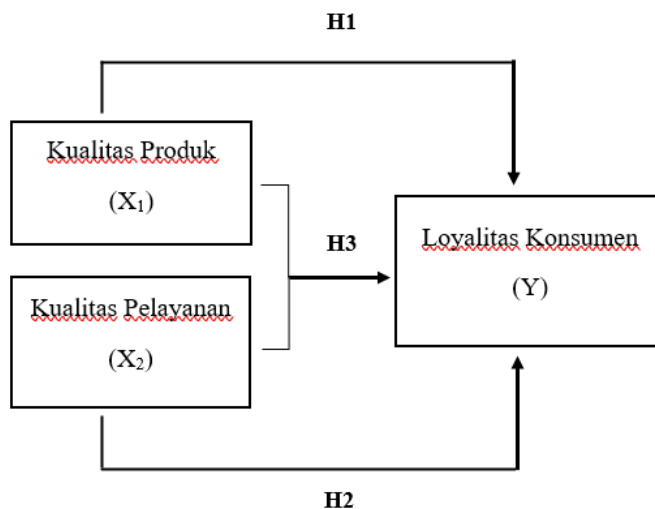 H1
Kualitas Produk
(X₁)
H3
Loyalitas Konsumen
(Y)
Kualitas Pelayanan
(X₂)
H2